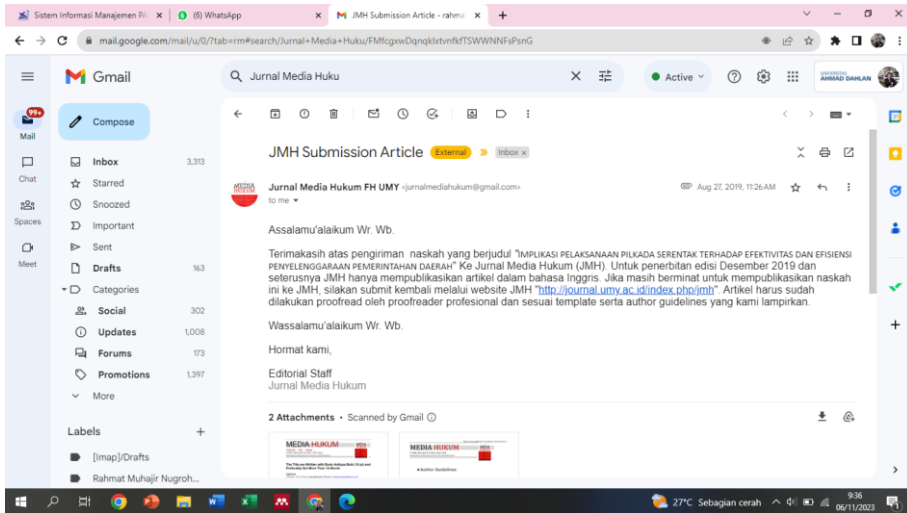 Sistem Informasi Manajemen
(6) WhatsApp
JMH Submission Article - rahma
mail.google.com/mail/u/0/?tab=rm#search/Jurnal+Media+Huku/FMfcgxwDqnqklxtvnfkfTSWWNNFsPsnG
Gmail
Jurnal Media Huku
Active
UNIVERSITAS
AHMAD DAHLAN
99+
Mail
Chat
Spaces
Meet
Compose
Inbox 3,313
Starred
Snoozed
Important
Sent
Drafts 163
Categories
Social 302
Updates 1,008
Forums 173
Promotions 1,397
More
Labels
[Imap]/Drafts
Rahmat Muhajir Nugroh...
JMH Submission Article External Inbox x
Jurnal Media Hukum FH UMY <jurnalmediahukum@gmail.com>
Aug 27, 2019, 11:26 AM
to me
Assalamu'alaikum Wr. Wb.
Terimakasih atas pengiriman naskah yang berjudul "IMPLIKASI PELAKSANAAN PILKADA SERENTAK TERHADAP EFEKTIVITAS DAN EFISIENSI
PENYELENGGARAAN PEMERINTAHAN DAERAH" Ke Jurnal Media Hukum (JMH). Untuk penerbitan edisi Desember 2019 dan
seterusnya JMH hanya mempublikasikan artikel dalam bahasa Inggris. Jika masih berminat untuk mempublikasikan naskah
ini ke JMH, silakan submit kembali melalui website JMH "http://journal.umy.ac.id/index.php/jmh". Artikel harus sudah
dilakukan proofread oleh proofreader profesional dan sesuai template serta author guidelines yang kami lampirkan.
Wassalamu'alaikum Wr. Wb.
Hormat kami,
Editorial Staff
Jurnal Media Hukum
2 Attachments • Scanned by Gmail
MEDIA HUKUM
MEDIA HUKUM
Author Guidelines
27°C Sebagian cerah
9:36
06/11/2023